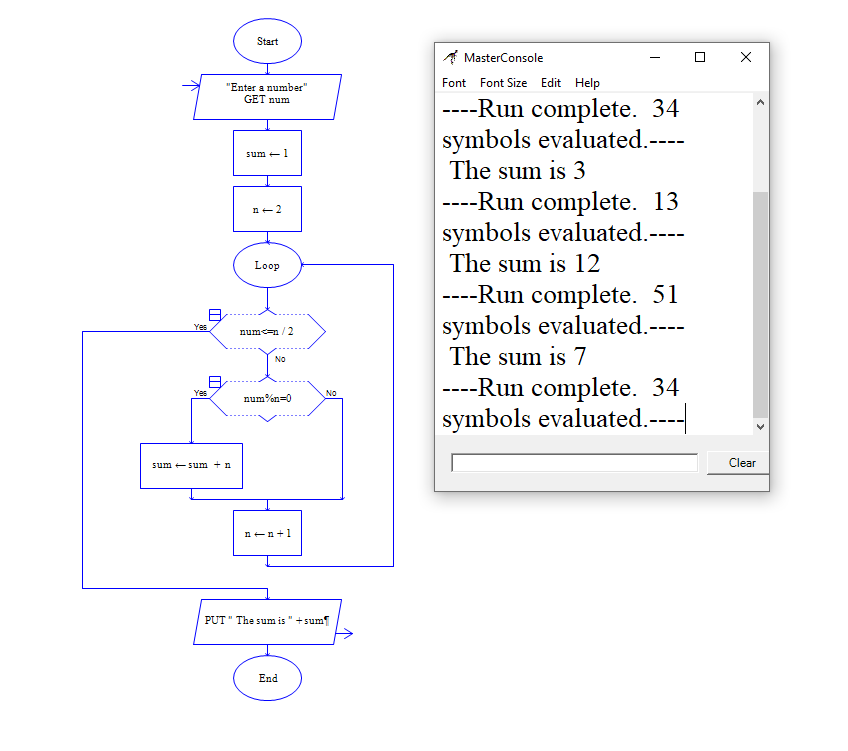 Start
"Enter a number"
GET num
sum ← 1
n ← 2
Loop
Yes
num<=n / 2
No
Yes
num%n=0
No
sum ← sum + n
n ← n + 1
PUT " The sum is " + sum¶
End
MasterConsole
Font Font Size Edit Help
----Run complete. 34
symbols evaluated.----
The sum is 3
----Run complete. 13
symbols evaluated.----
The sum is 12
----Run complete. 51
symbols evaluated.----
The sum is 7
----Run complete. 34
symbols evaluated.----
Clear